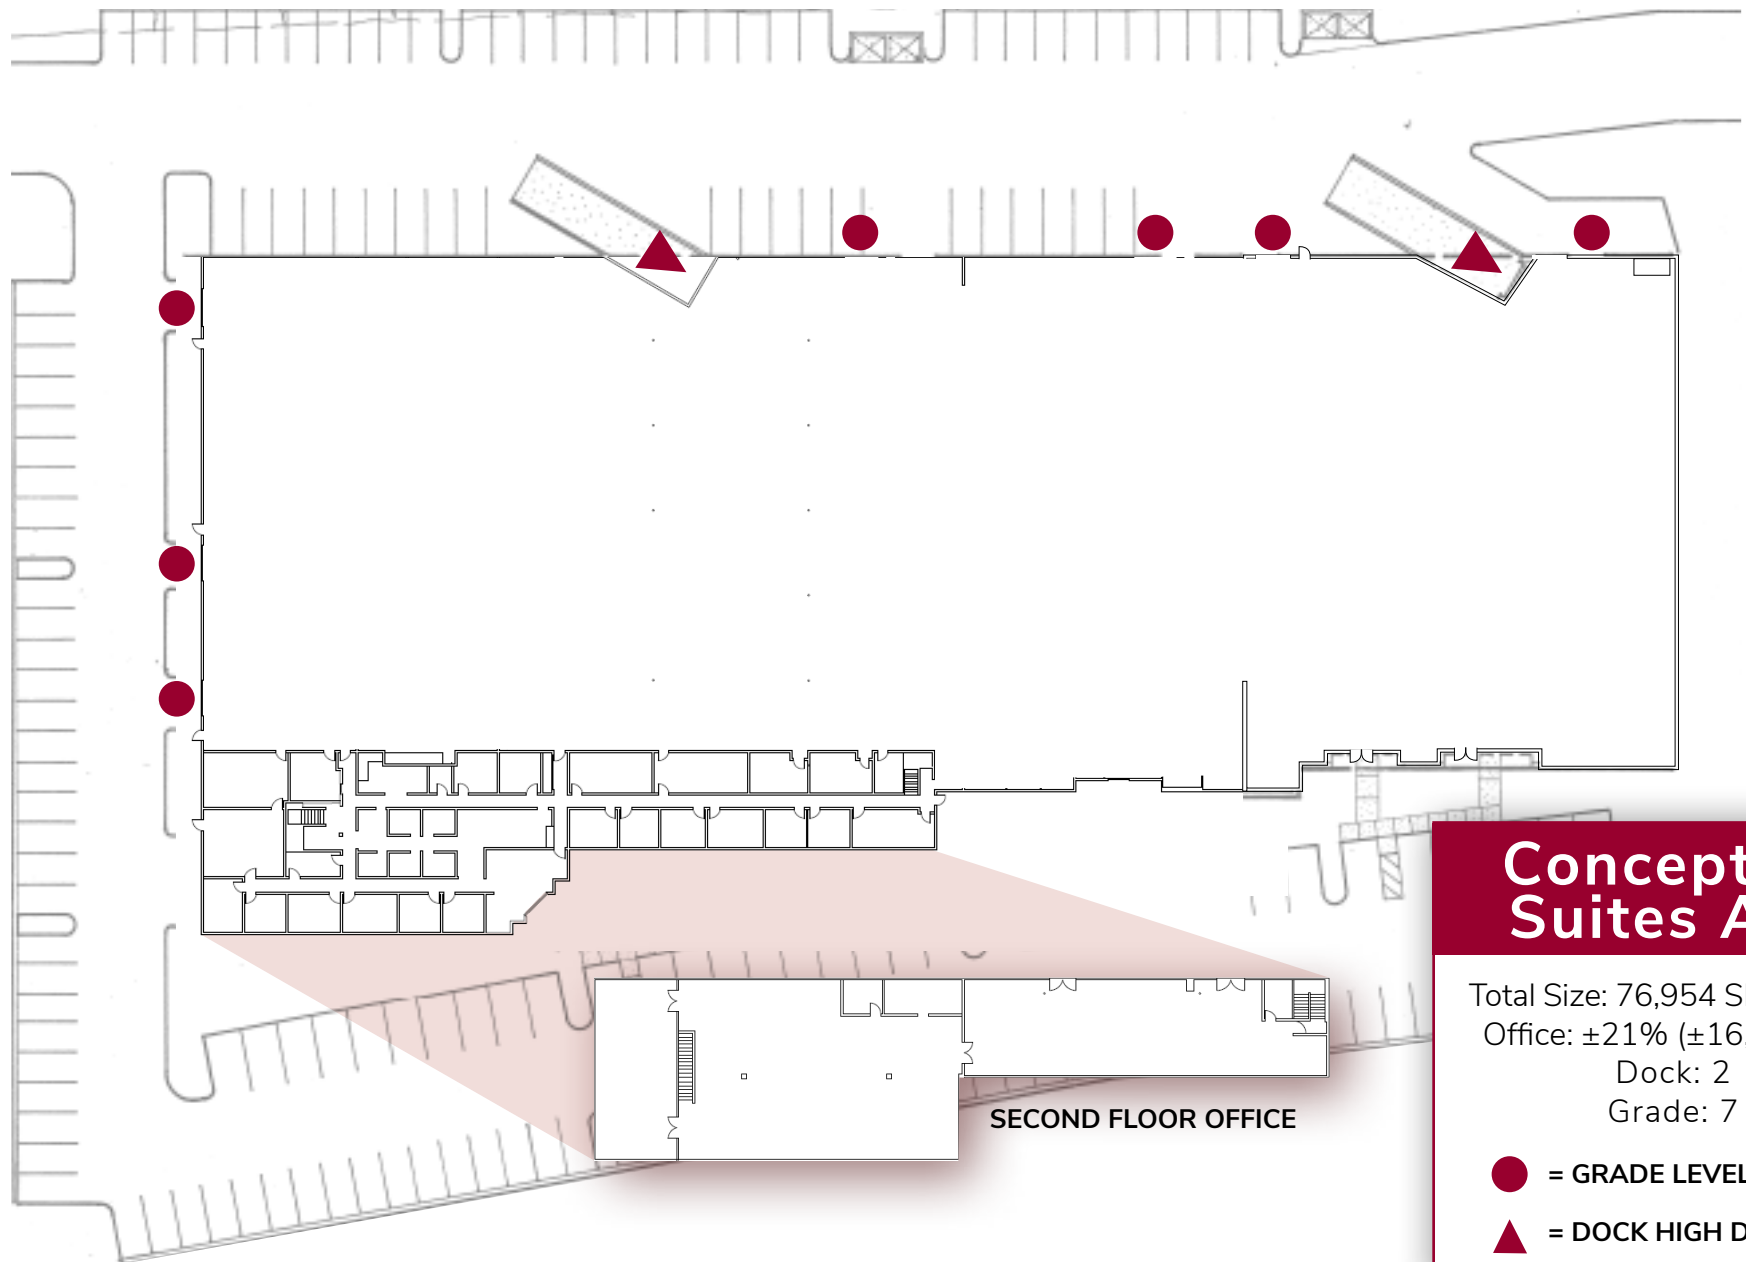 SECOND FLOOR OFFICE
Concept
Suites A
Total Size: 76,954 S
Office: ±21% (±16
Dock: 2
Grade: 7
= GRADE LEVEL
= DOCK HIGH D